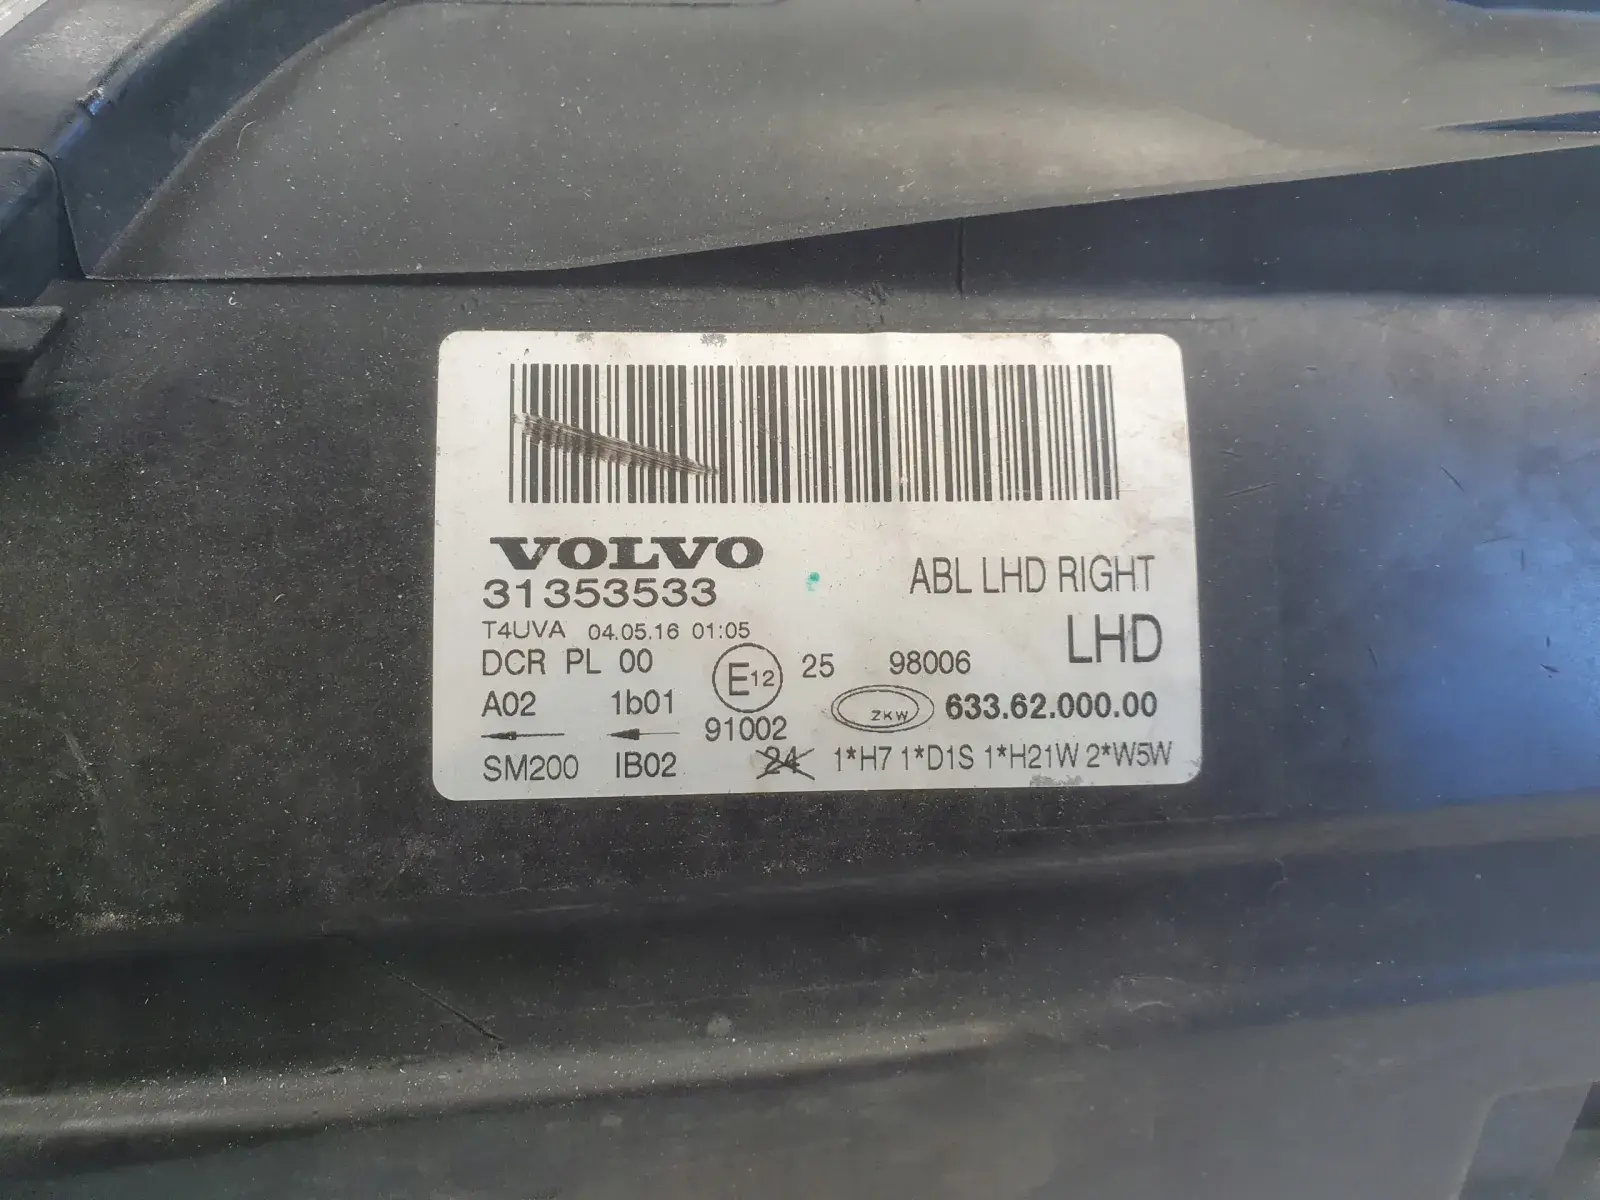 VOLVO
31353533
ABL LHD RIGHT
T4UVA 04.05.16 01:05
LHD
DCR PL 00
E12
25
98006
A02 1b01
ZKW
633.62.000.00
91002
SM200 IB02
24
1*H7 1*D1S 1*H21W 2*W5W